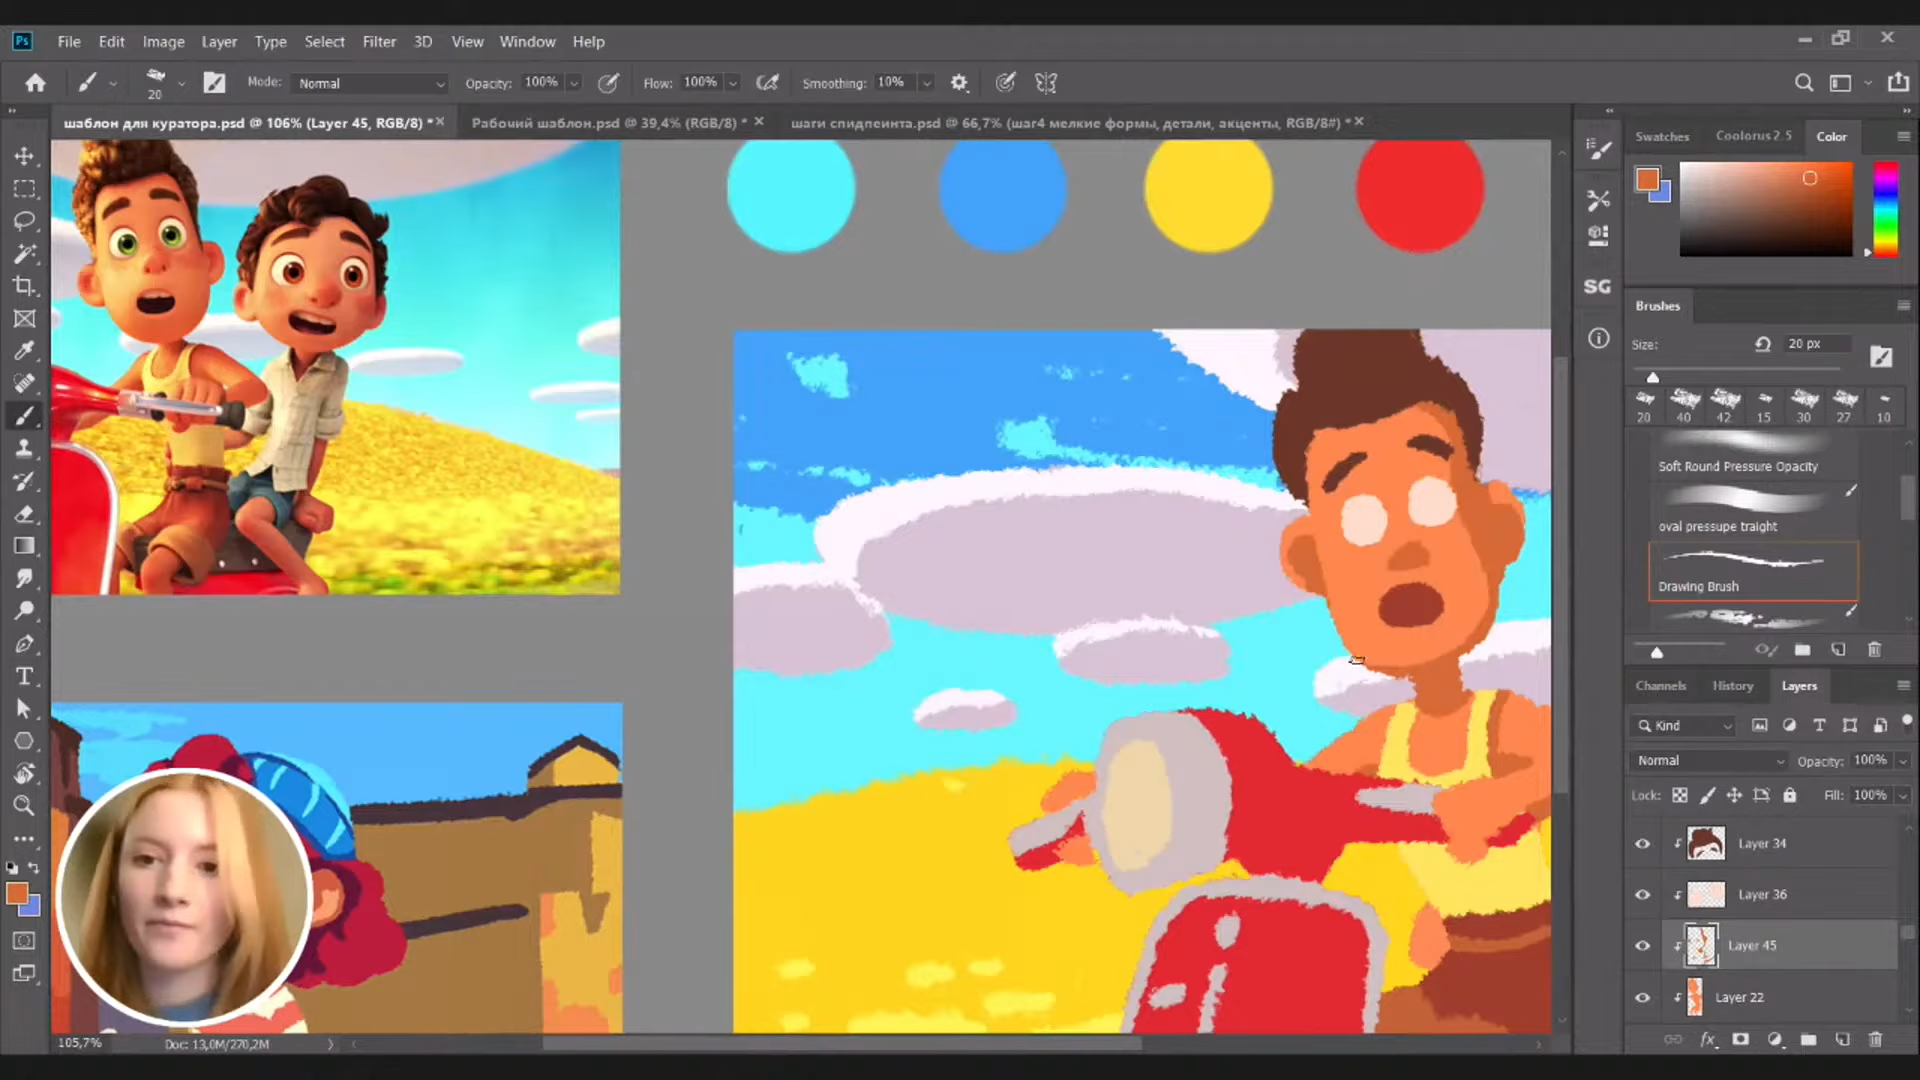 Ps File Edit Image Layer Type Select Filter 3D View Window Help
20 Mode: Normal Opacity: 100% Flow: 100% Smoothing: 10%
шаблон для куратора.psd @ 106% (Layer 45, RGB/8) * Рабочий шаблон.psd @ 39,4% (RGB/8) * шаги спидпеинта.psd @ 66,7% (шаг4 мелкие формы, детали, акценты, RGB/8#) *
Swatches Coolorus 2.5 Color
SG
Brushes
Size: 20 px
20 40 42 15 30 27 10
Soft Round Pressure Opacity
oval pressupe traight
Drawing Brush
Channels History Layers
Kind
Normal Opacity: 100%
Lock: Fill: 100%
Layer 34
Layer 36
Layer 45
Layer 22
105,7% Doc: 13,0M/270,2M